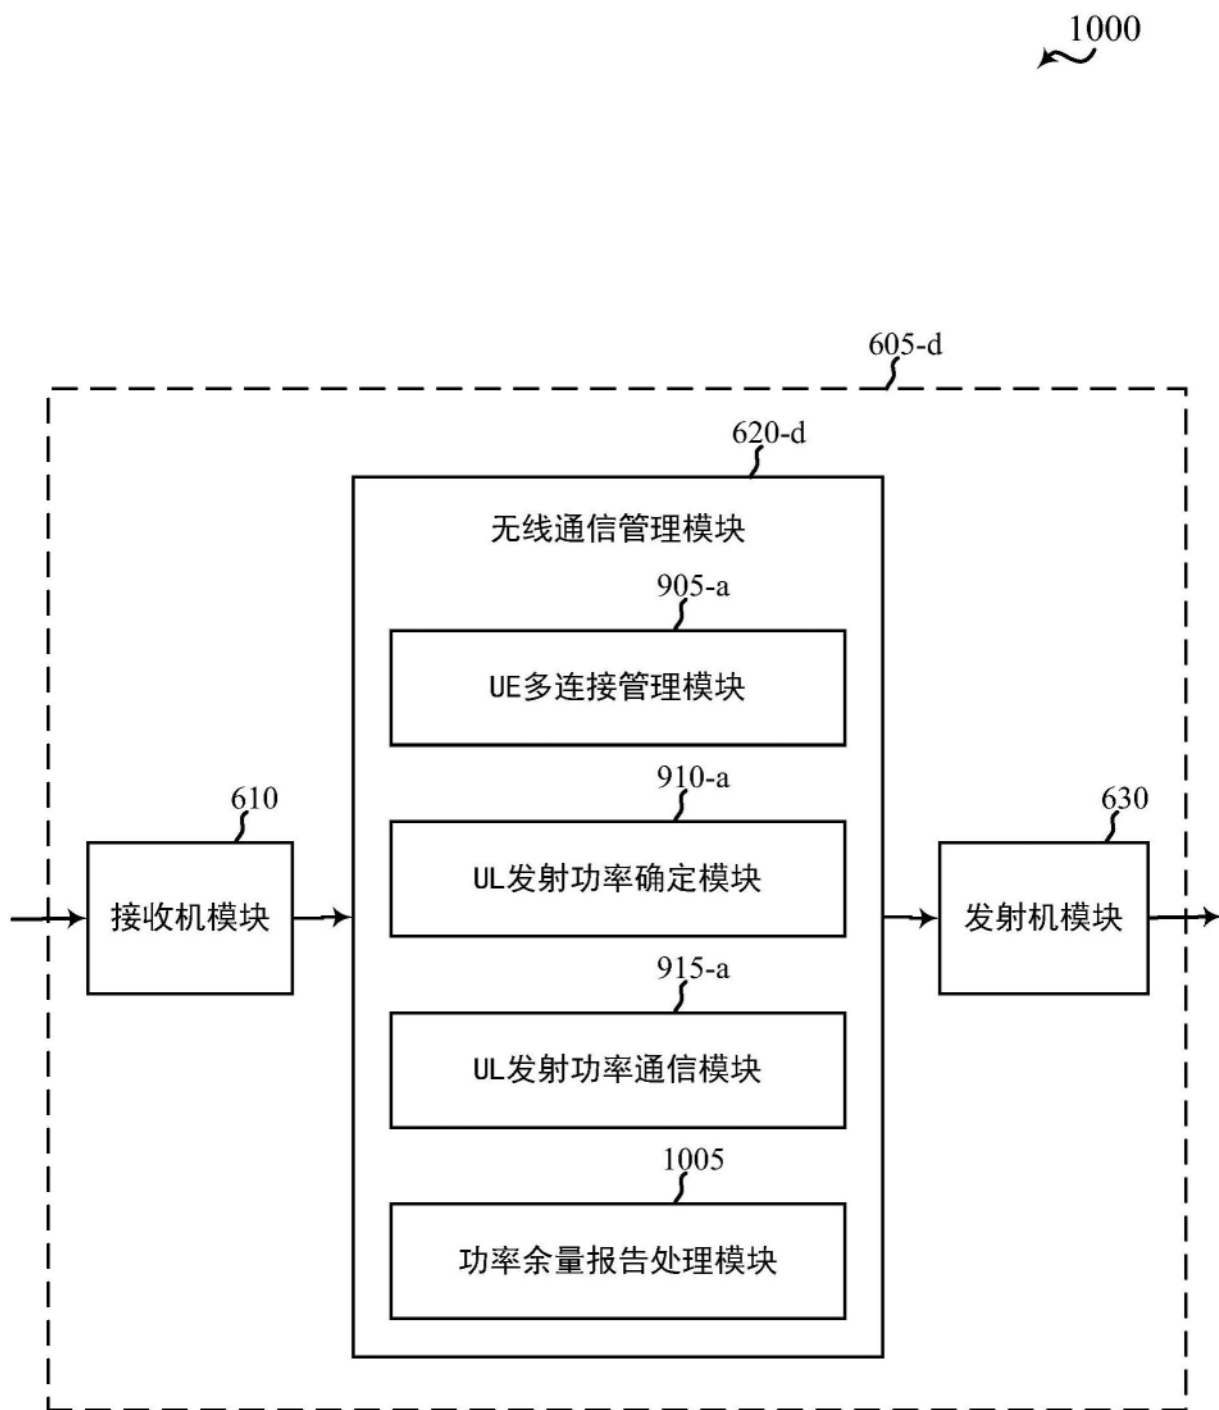 1000
605-d
620-d
无线通信管理模块
905-a
UE多连接管理模块
910-a
610
630
UL发射功率确定模块
接收机模块
发射机模块
915-a
UL发射功率通信模块
1005
功率余量报告处理模块